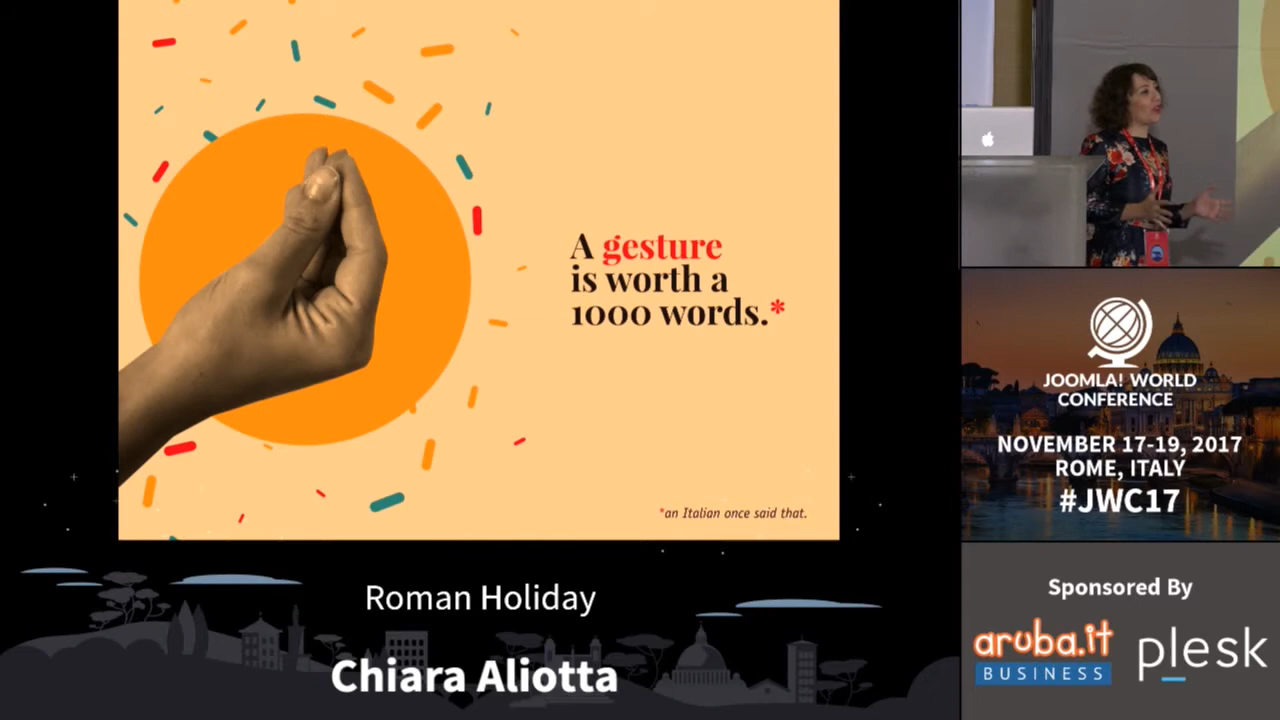 A gesture
is worth a
1000 words.*
*an Italian once said that.
Roman Holiday
Chiara Aliotta
JOOMLA! WORLD
CONFERENCE
NOVEMBER 17-19, 2017
ROME, ITALY
#JWC17
Sponsored By
aruba.it
BUSINESS
plesk